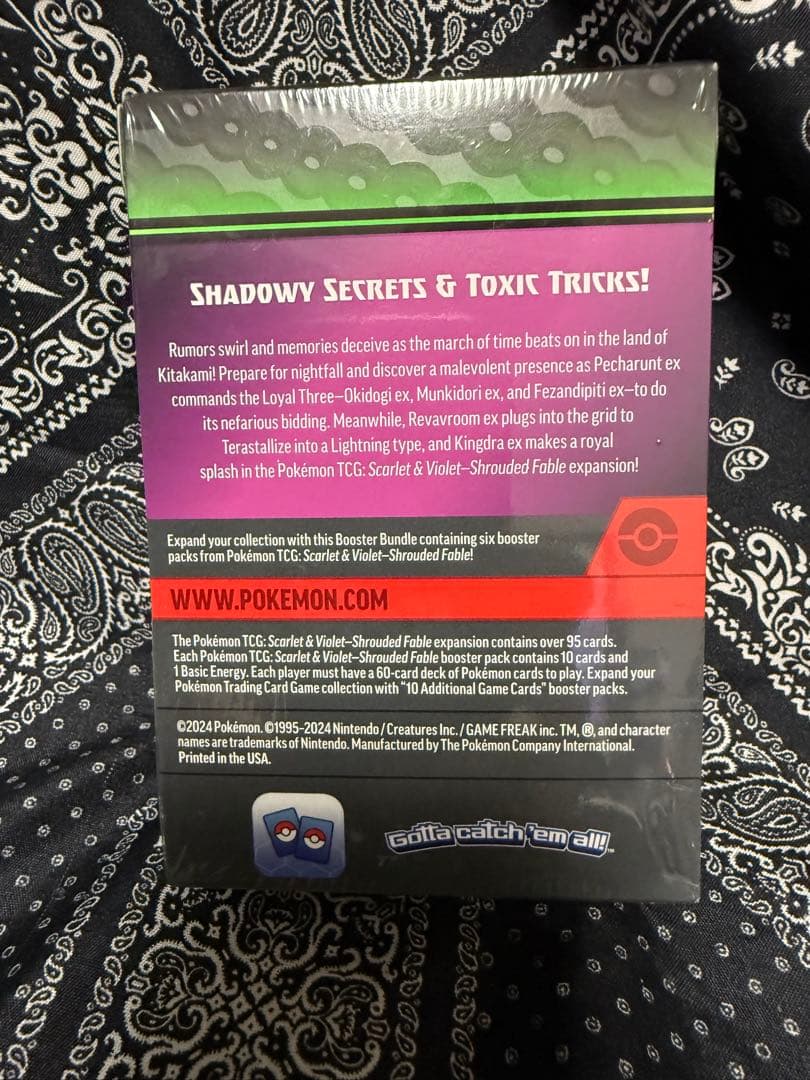 SHADOWY SECRETS & TOXIC TRICKS!
Rumors swirl and memories deceive as the march of time beats on in the land of
Kitakami! Prepare for nightfall and discover a malevolent presence as Pecharunt ex
commands the Loyal Three—Okidogi ex, Munkidori ex, and Fezandipiti ex—to do
its nefarious bidding. Meanwhile, Revavroom ex plugs into the grid to
Terastallize into a Lightning type, and Kingdra ex makes a royal
splash in the Pokémon TCG: Scarlet & Violet—Shrouded Fable expansion!
Expand your collection with this Booster Bundle containing six booster
packs from Pokémon TCG: Scarlet & Violet—Shrouded Fable!
WWW.POKEMON.COM
The Pokémon TCG: Scarlet & Violet—Shrouded Fable expansion contains over 95 cards.
Each Pokémon TCG: Scarlet & Violet—Shrouded Fable booster pack contains 10 cards and
1 Basic Energy. Each player must have a 60-card deck of Pokémon cards to play. Expand your
Pokémon Trading Card Game collection with "10 Additional Game Cards" booster packs.
©2024 Pokémon. ©1995–2024 Nintendo / Creatures Inc. / GAME FREAK inc. TM, ®, and character
names are trademarks of Nintendo. Manufactured by The Pokémon Company International.
Printed in the USA.
Gotta catch 'em all!™